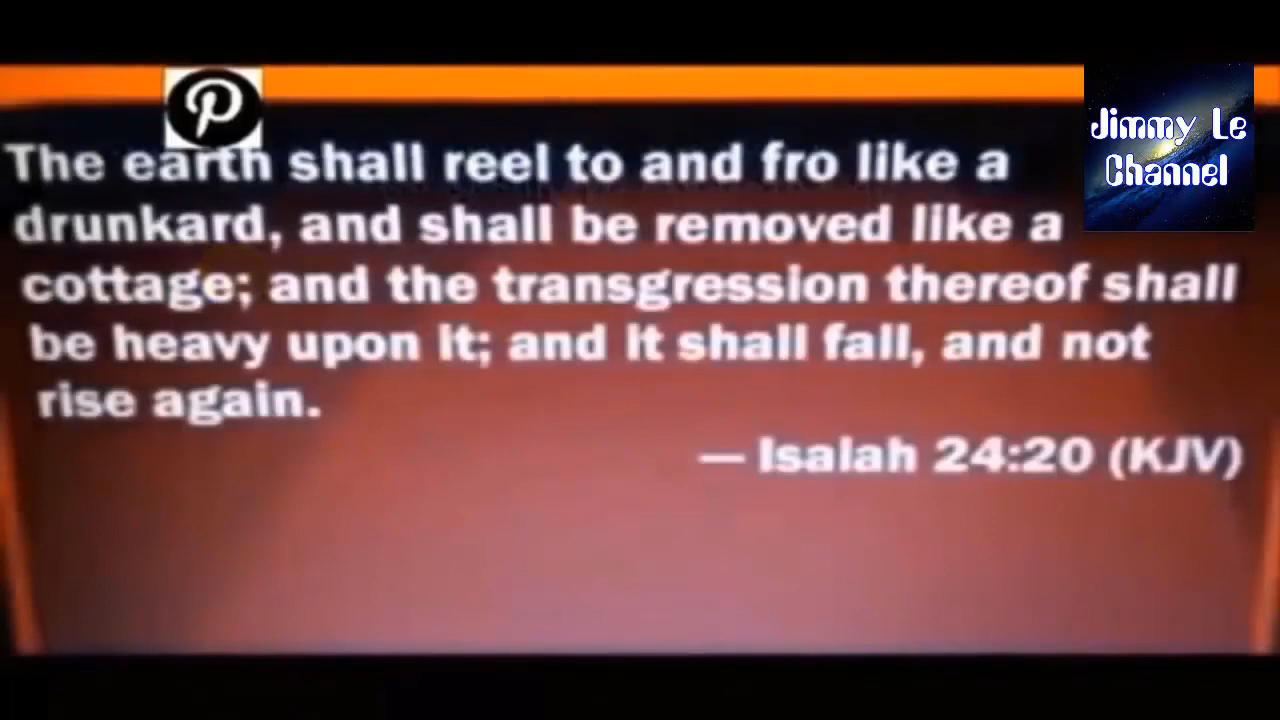 Jimmy Le
Channel
The earth shall reel to and fro like a
drunkard, and shall be removed like a
cottage; and the transgression thereof shall
be heavy upon it; and it shall fall, and not
rise again.
— Isaiah 24:20 (KJV)